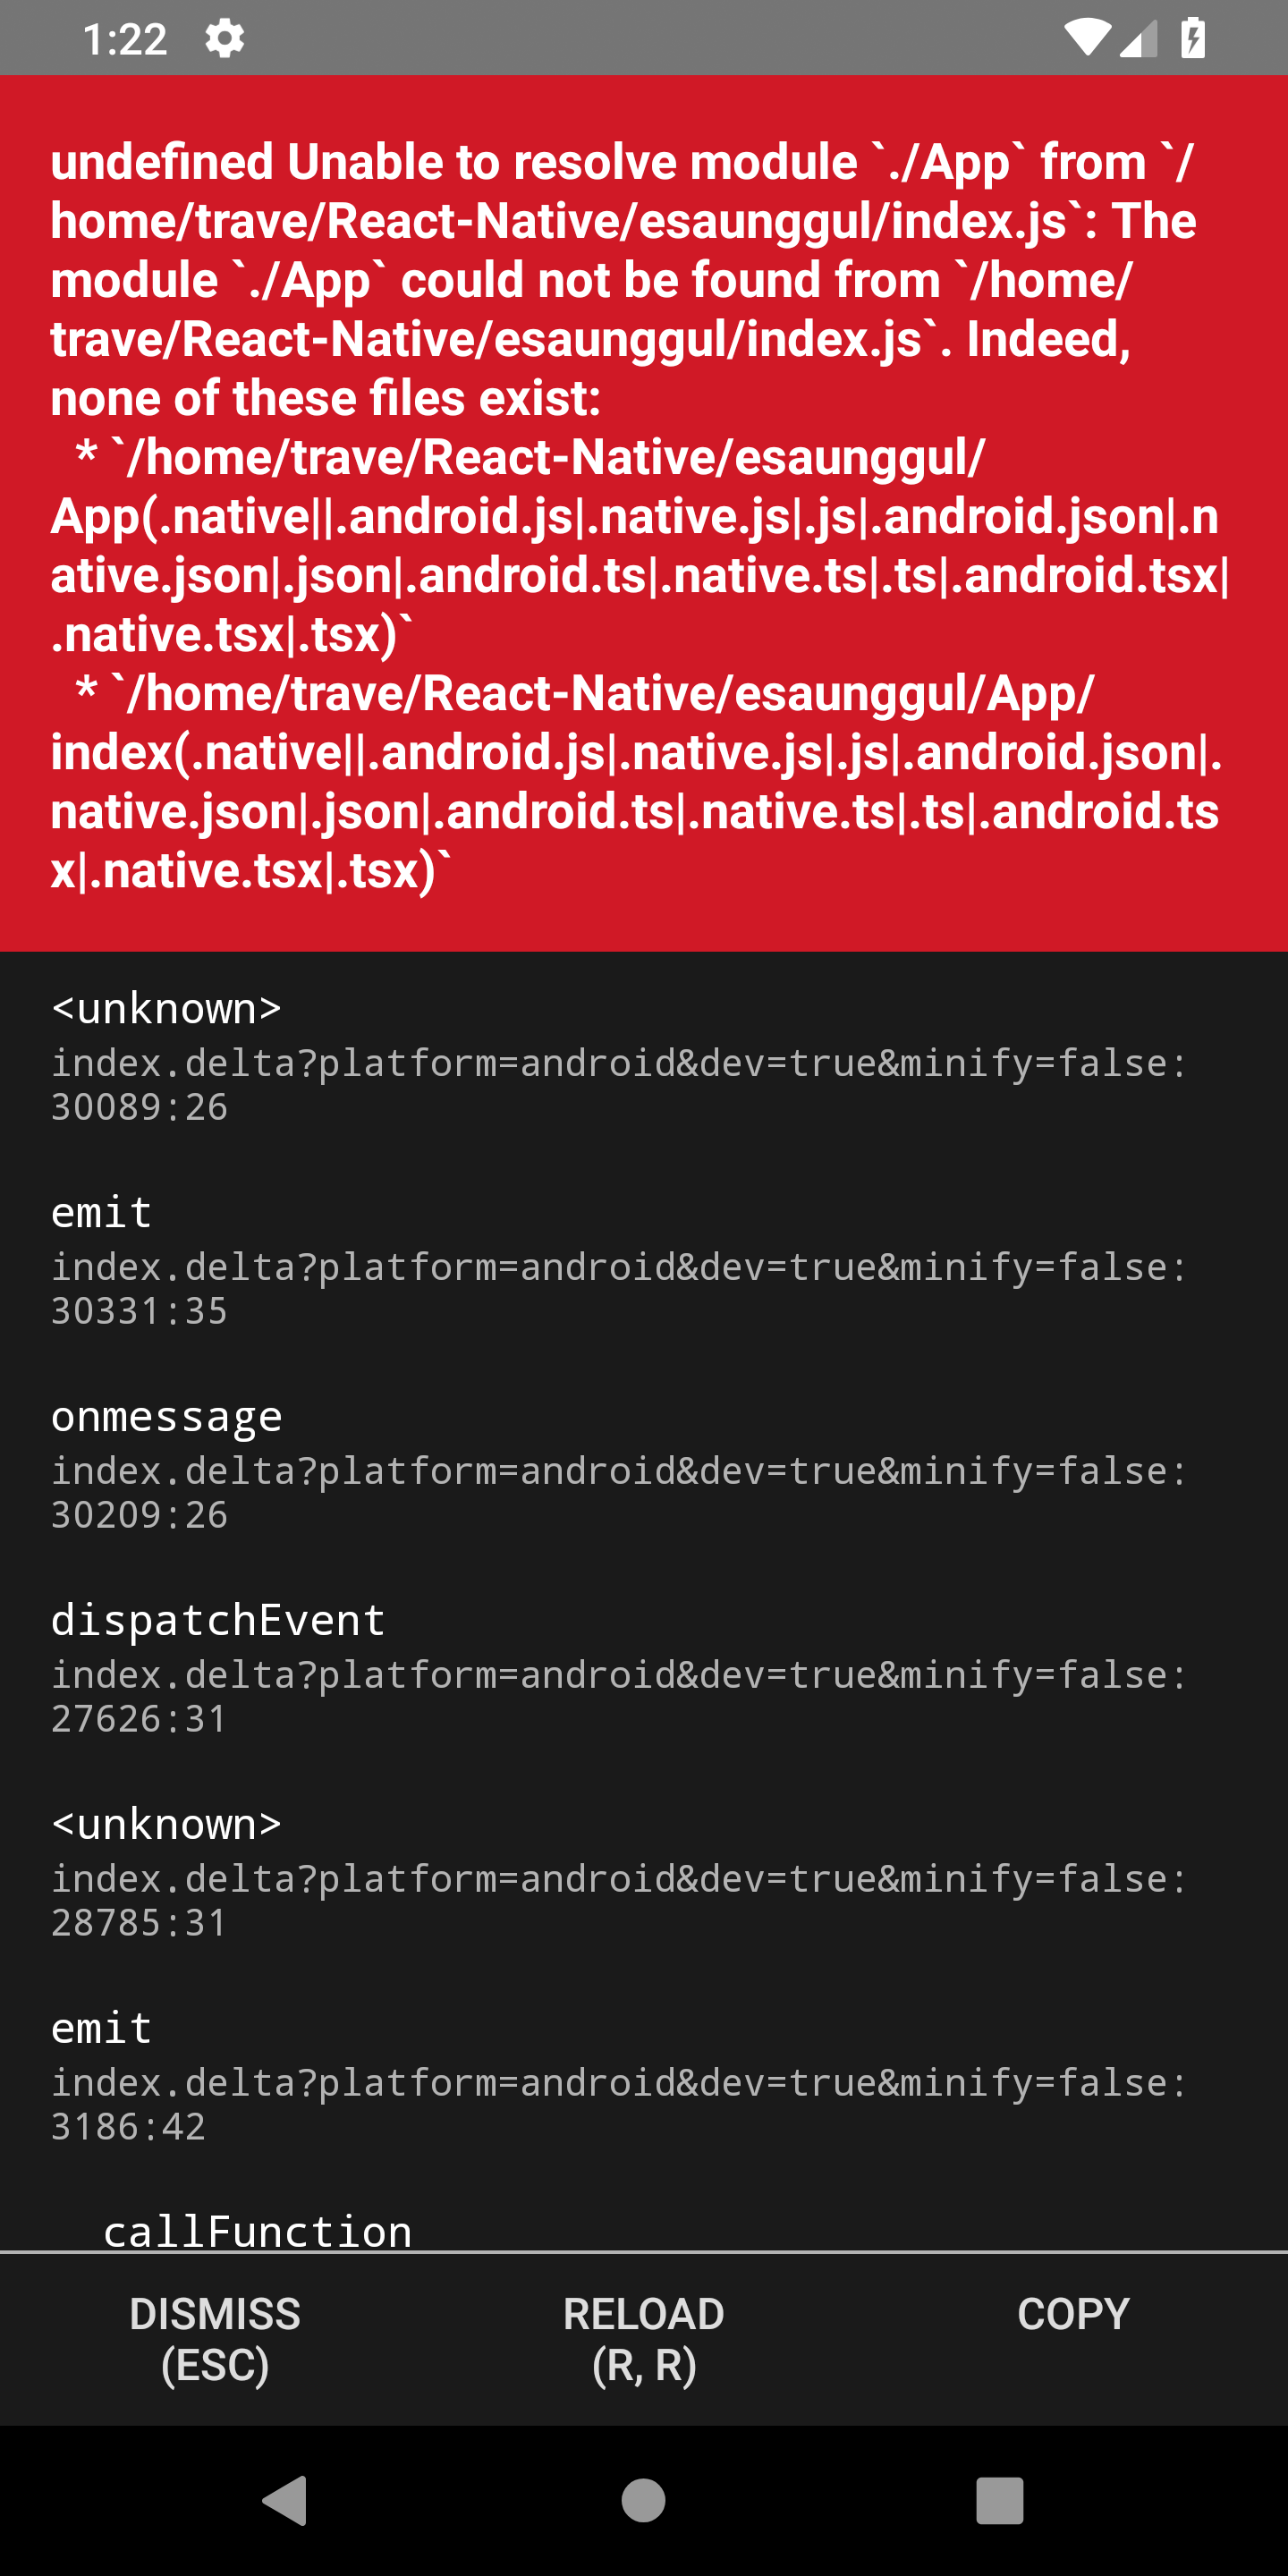 1:22
undefined Unable to resolve module `./App` from `/
home/trave/React-Native/esaunggul/index.js`: The
module `./App` could not be found from `/home/
trave/React-Native/esaunggul/index.js`. Indeed,
none of these files exist:
* `/home/trave/React-Native/esaunggul/
App(.native||.android.js|.native.js|.js|.android.json|.n
ative.json|.json|.android.ts|.native.ts|.ts|.android.tsx|
.native.tsx|.tsx)`
* `/home/trave/React-Native/esaunggul/App/
index(.native||.android.js|.native.js|.js|.android.json|.
native.json|.json|.android.ts|.native.ts|.ts|.android.ts
x|.native.tsx|.tsx)`
<unknown>
index.delta?platform=android&dev=true&minify=false:
30089:26
emit
index.delta?platform=android&dev=true&minify=false:
30331:35
onmessage
index.delta?platform=android&dev=true&minify=false:
30209:26
dispatchEvent
index.delta?platform=android&dev=true&minify=false:
27626:31
<unknown>
index.delta?platform=android&dev=true&minify=false:
28785:31
emit
index.delta?platform=android&dev=true&minify=false:
3186:42
callFunction
DISMISS
(ESC)
RELOAD
(R, R)
COPY